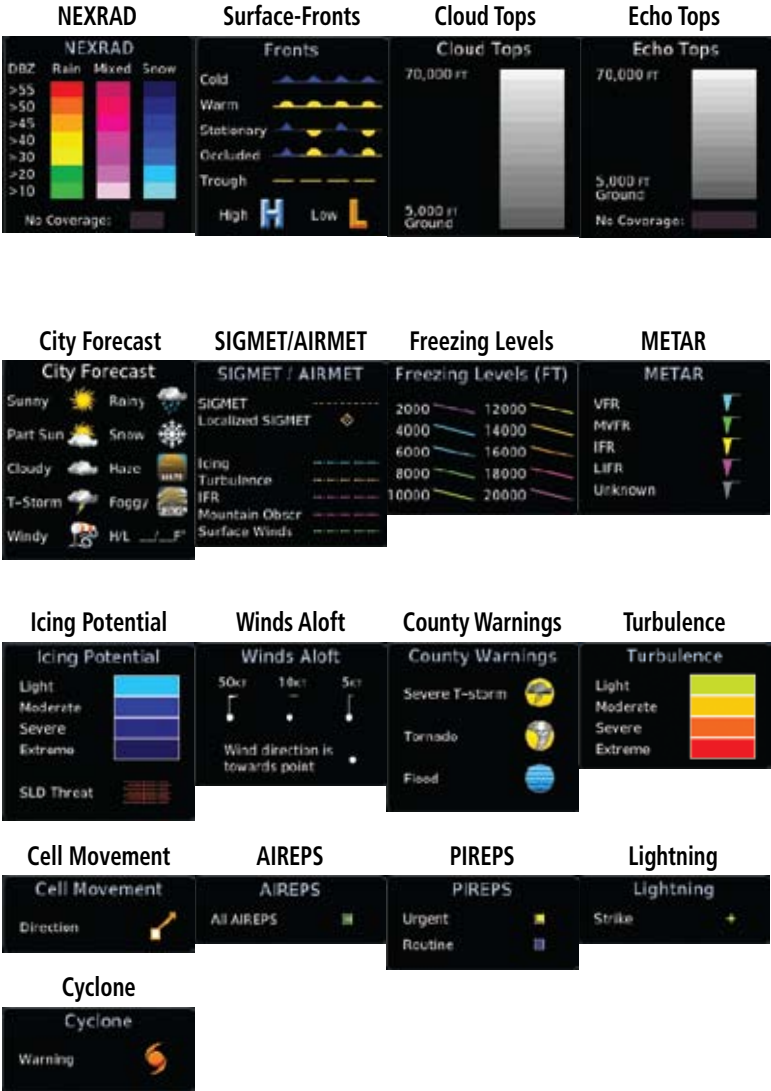 NEXRAD Surface-Fronts Cloud Tops Echo Tops
NEXRAD
DBZ Rain Mixed Snow
>55
>50
>45
>40
>30
>20
>10
No Coverage:
Fronts
Cold
Warm
Stationary
Occluded
Trough
High H Low L
Cloud Tops
70,000 FT
5,000 FT
Ground
Echo Tops
70,000 FT
5,000 FT
Ground
No Coverage:
City Forecast SIGMET/AIRMET Freezing Levels METAR
City Forecast
Sunny Rainy
Part Sun Snow
Cloudy Haze
T-Storm Foggy
Windy H/L __/__F°
SIGMET / AIRMET
SIGMET
Localized SIGMET
Icing
Turbulence
IFR
Mountain Obscr
Surface Winds
Freezing Levels (FT)
2000 12000
4000 14000
6000 16000
8000 18000
10000 20000
METAR
VFR
MVFR
IFR
LIFR
Unknown
Icing Potential Winds Aloft County Warnings Turbulence
Icing Potential
Light
Moderate
Severe
Extreme
SLD Threat
Winds Aloft
50KT 10KT 5KT
Wind direction is
towards point
County Warnings
Severe T-storm
Tornado
Flood
Turbulence
Light
Moderate
Severe
Extreme
Cell Movement AIREPS PIREPS Lightning
Cell Movement
Direction
AIREPS
All AIREPS
PIREPS
Urgent
Routine
Lightning
Strike
Cyclone
Cyclone
Warning